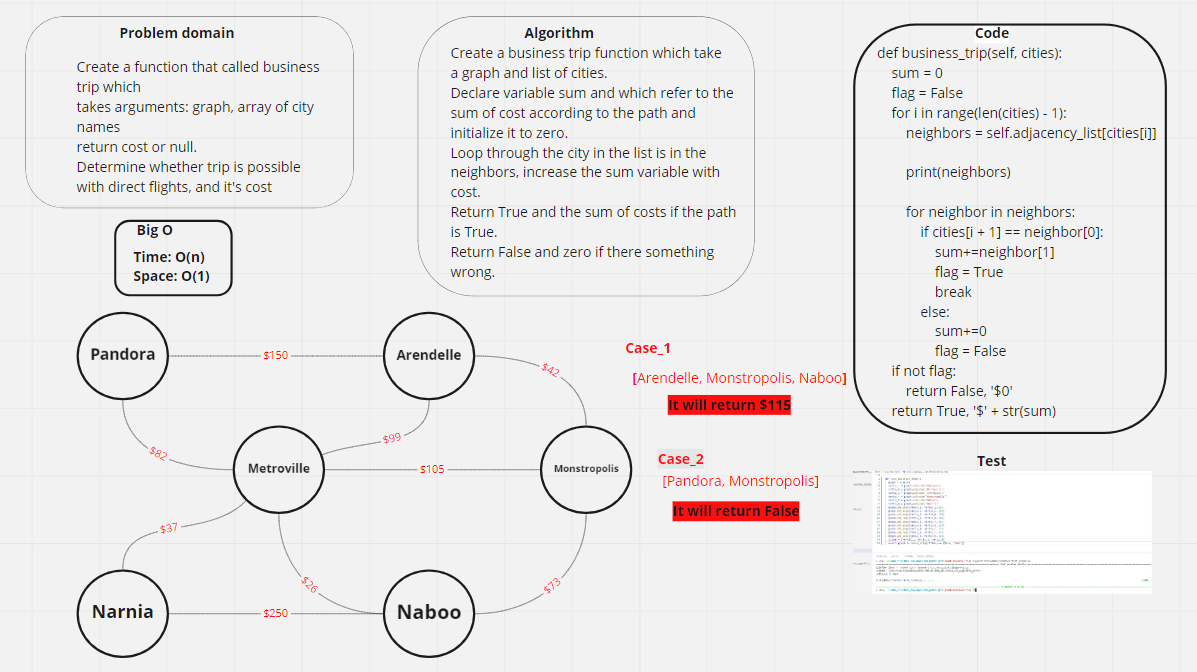 Problem domain
Create a function that called business
trip which
takes arguments: graph, array of city
names
return cost or null.
Determine whether trip is possible
with direct flights, and it's cost
Algorithm
Create a business trip function which take
a graph and list of cities.
Declare variable sum and which refer to the
sum of cost according to the path and
initialize it to zero.
Loop through the city in the list is in the
neighbors, increase the sum variable with
cost.
Return True and the sum of costs if the path
is True.
Return False and zero if there something
wrong.
Code
def business_trip(self, cities):
sum = 0
flag = False
for i in range(len(cities) - 1):
neighbors = self.adjacency_list[cities[i]]
print(neighbors)
for neighbor in neighbors:
if cities[i + 1] == neighbor[0]:
sum+=neighbor[1]
flag = True
break
else:
sum+=0
flag = False
if not flag:
return False, '$0'
return True, '$' + str(sum)
Big O
Time: O(n)
Space: O(1)
Pandora
$150
Arendelle
$42
$82
$99
Metroville
$105
Monstropolis
$37
$26
$73
Narnia
$250
Naboo
Case_1
[Arendelle, Monstropolis, Naboo]
It will return $115
Case_2
[Pandora, Monstropolis]
It will return False
Test